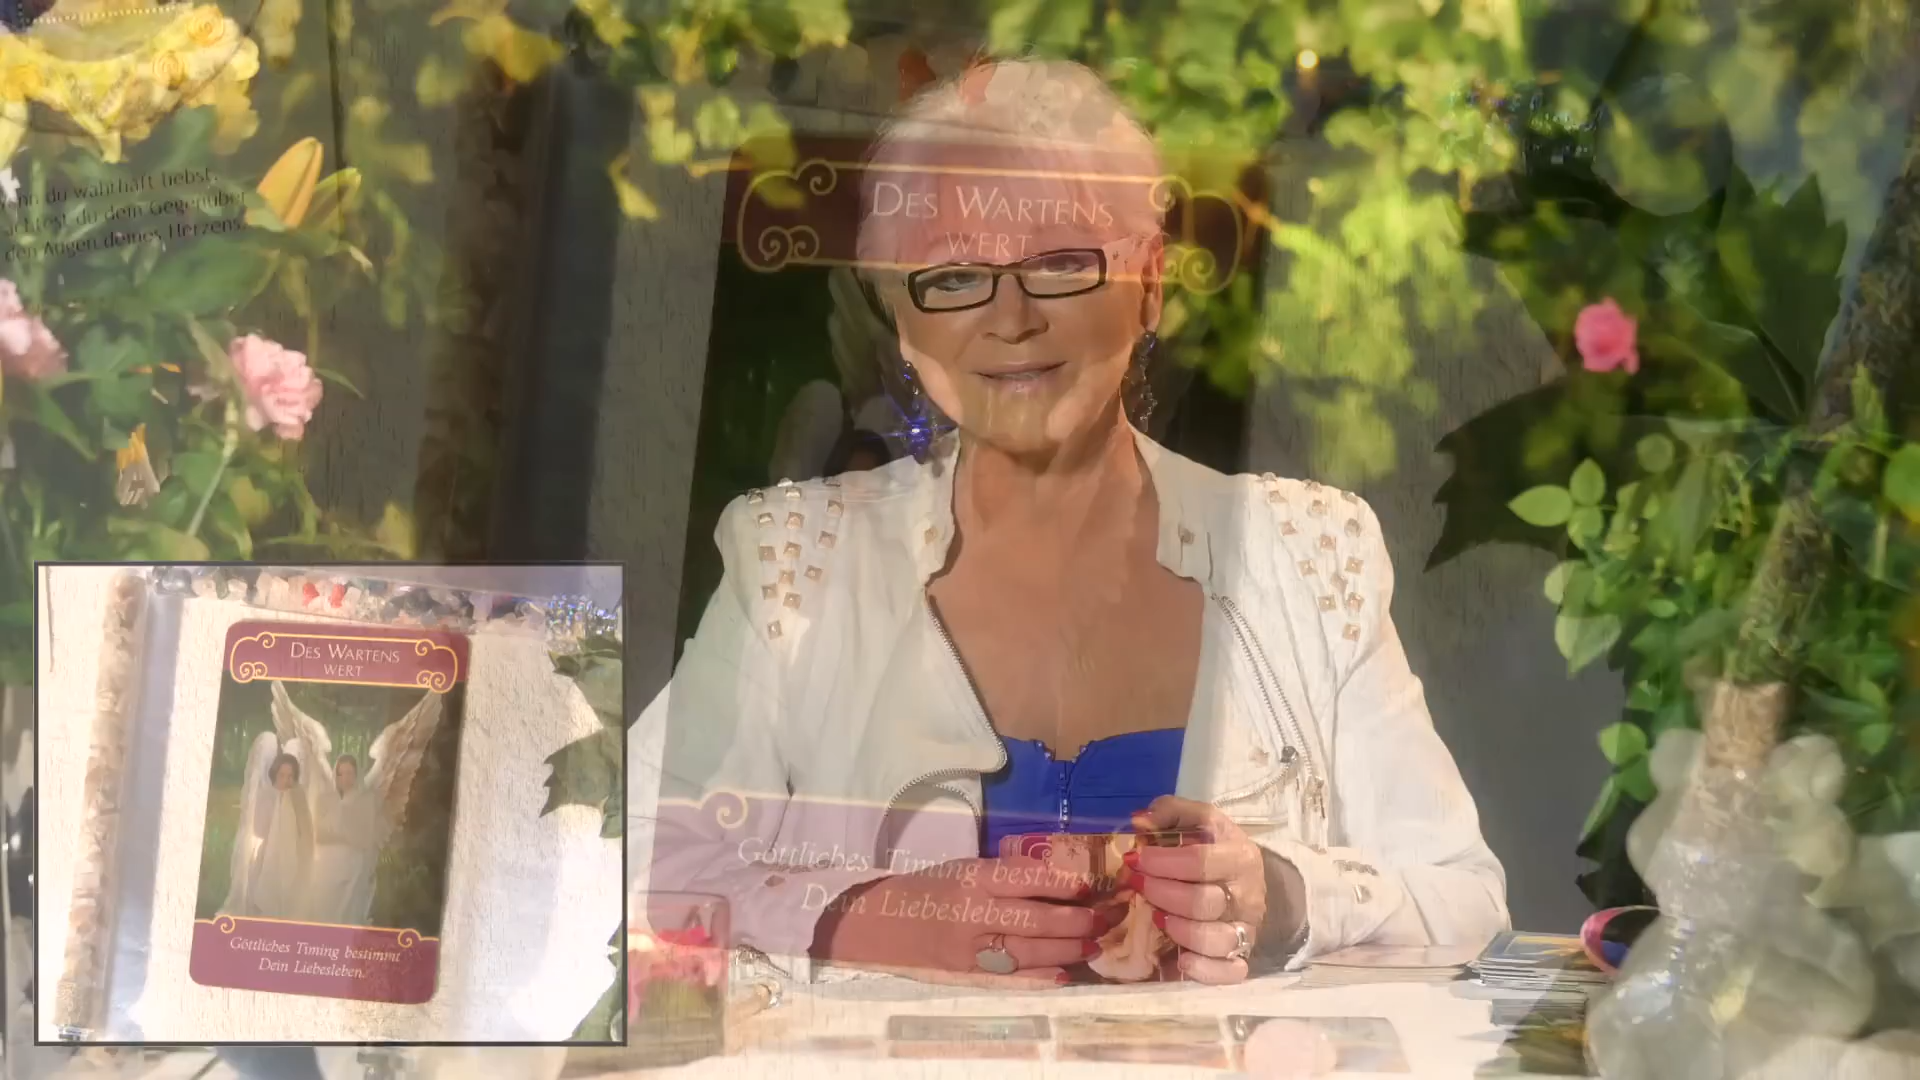 du wahrhaft liebst,
du dem Gegenüber
den Augen deines Herzens.
DES WARTENS
WERT
Göttliches Timing bestimmt
Dein Liebesleben.
DES WARTENS
WERT
Göttliches Timing bestimmt
Dein Liebesleben.